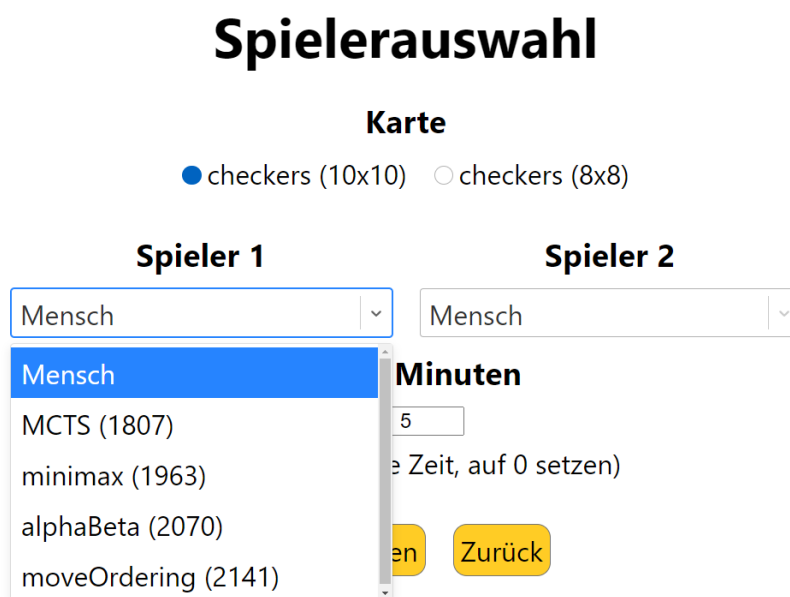 Spielerauswahl
Karte
checkers (10x10) checkers (8x8)
Spieler 1 Spieler 2
Mensch Mensch
Mensch
Minuten
MCTS (1807)
5
minimax (1963)
Zeit, auf 0 setzen)
alphaBeta (2070)
Zurück
moveOrdering (2141)